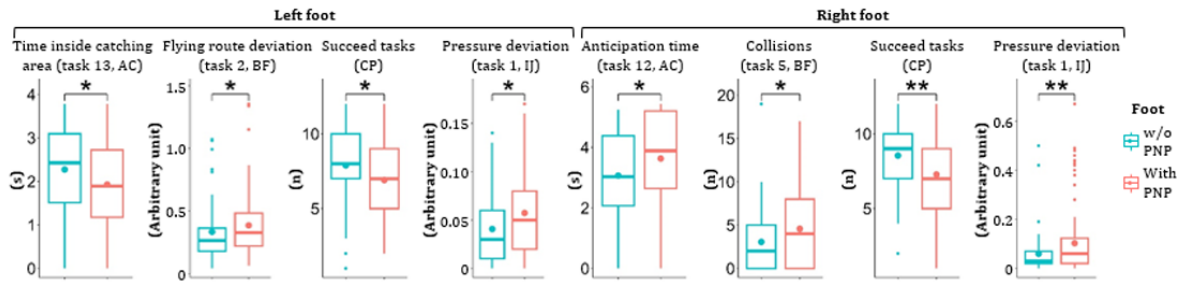 Left foot
Right foot
Time inside catching
area (task 13, AC)
Flying route deviation
(task 2, BF)
Succeed tasks
(CP)
Pressure deviation
(task 1, IJ)
Anticipation time
(task 12, AC)
Collisions
(task 5, BF)
Succeed tasks
(CP)
Pressure deviation
(task 1, IJ)
(s)
4
3
2
1
0
*
(Arbitrary unit)
1.5
1.0
0.5
0
*
(n)
10
5
*
(Arbitrary unit)
0.15
0.10
0.05
0
*
(s)
6
4
2
0
*
(n)
20
15
10
5
0
*
(n)
10
5
**
(Arbitrary unit)
0.6
0.4
0.2
0
**
Foot
w/o
PNP
With
PNP